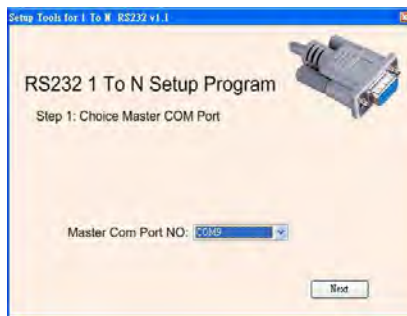 Setup Tools for 1 To N RS232 v1.1
RS232 1 To N Setup Program
Step 1: Choice Master COM Port
Master Com Port NO: COM9
Next